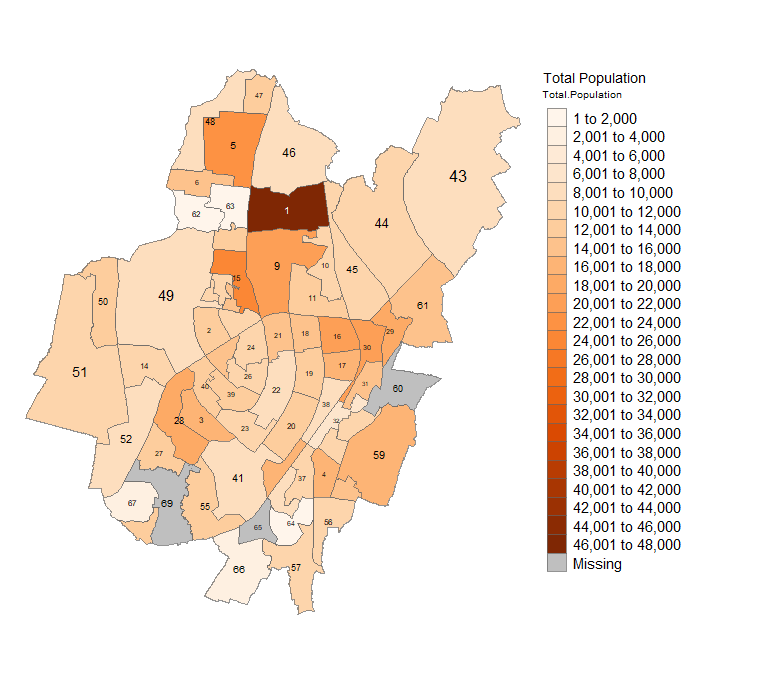 Total Population
Total.Population
1 to 2,000
2,001 to 4,000
4,001 to 6,000
6,001 to 8,000
8,001 to 10,000
10,001 to 12,000
12,001 to 14,000
14,001 to 16,000
16,001 to 18,000
18,001 to 20,000
20,001 to 22,000
22,001 to 24,000
24,001 to 26,000
26,001 to 28,000
28,001 to 30,000
30,001 to 32,000
32,001 to 34,000
34,001 to 36,000
36,001 to 38,000
38,001 to 40,000
40,001 to 42,000
42,001 to 44,000
44,001 to 46,000
46,001 to 48,000
Missing
47
48
5
46
43
6
63
62
1
44
9
10
45
15
49
50
11
61
2
21
18
16
29
24
30
14
51
26
19
17
31
60
40
39
22
38
28
3
32
23
20
52
27
59
41
37
4
67
69
55
65
64
56
66
57